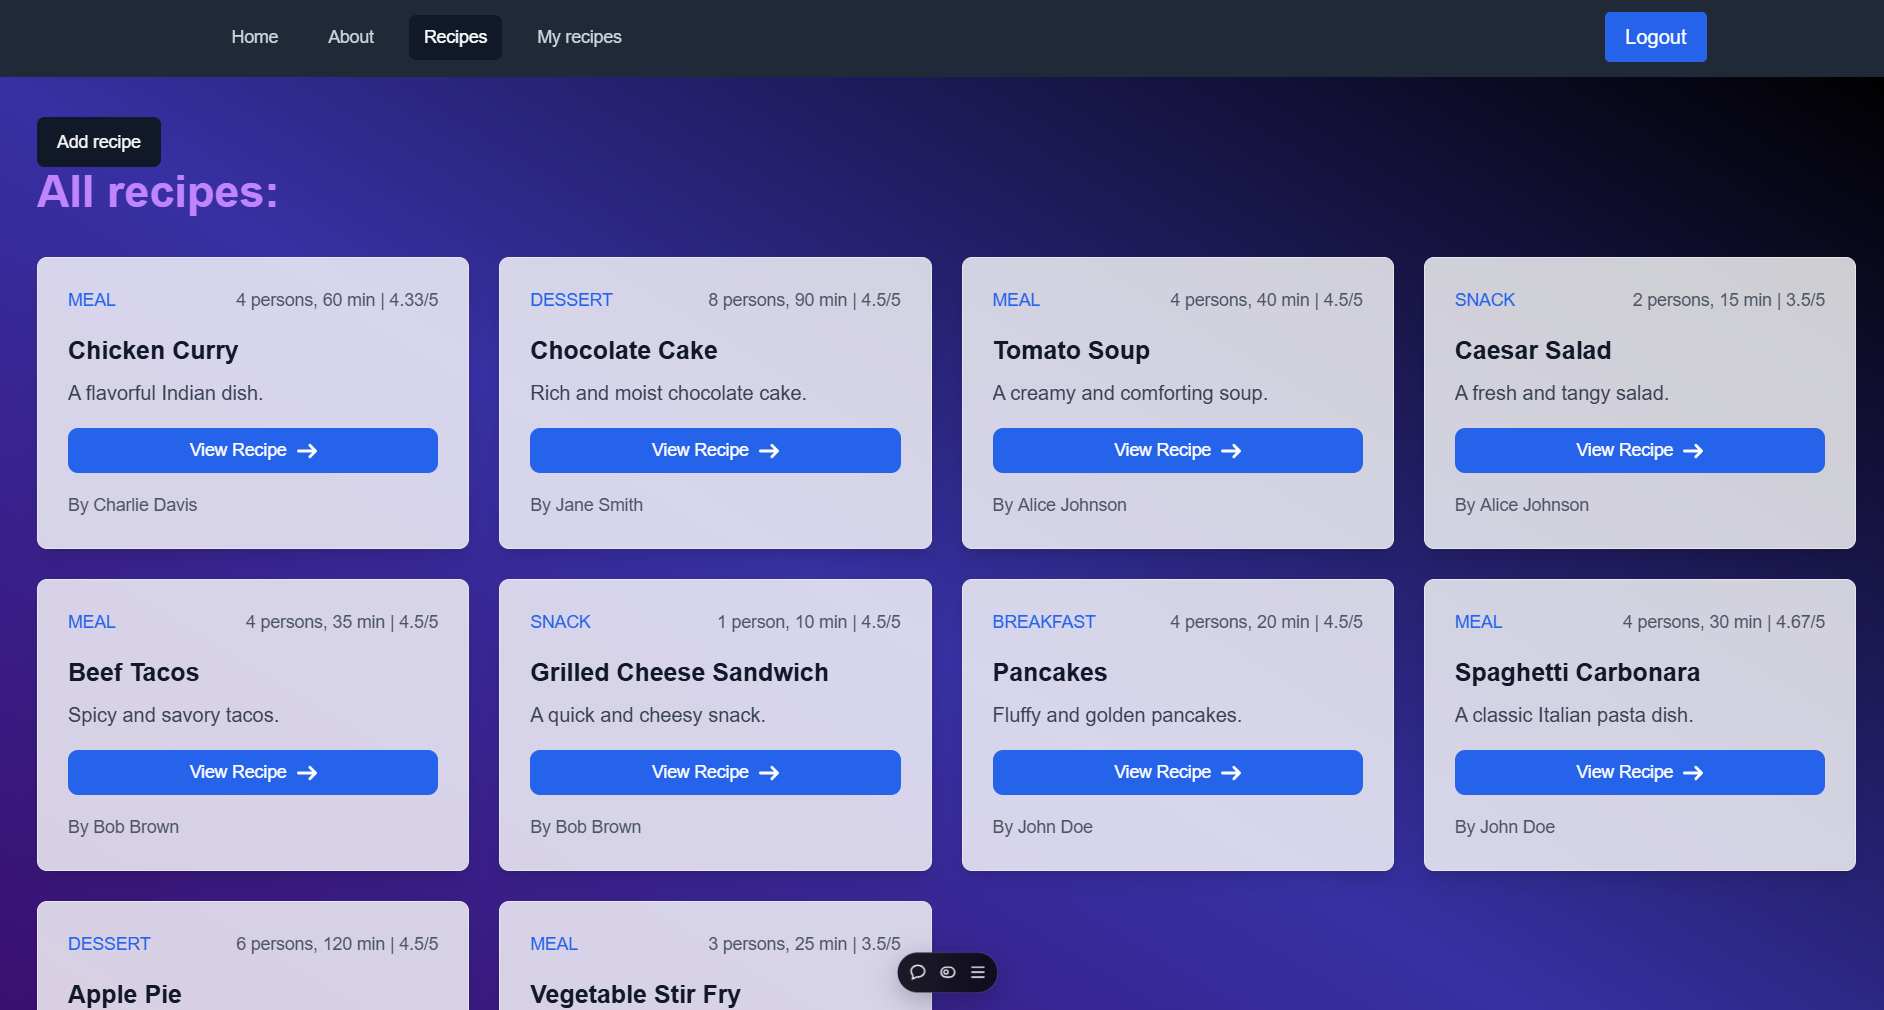 Home About Recipes My recipes Logout
Add recipe
All recipes:
MEAL 4 persons, 60 min | 4.33/5
Chicken Curry
A flavorful Indian dish.
View Recipe →
By Charlie Davis
DESSERT 8 persons, 90 min | 4.5/5
Chocolate Cake
Rich and moist chocolate cake.
View Recipe →
By Jane Smith
MEAL 4 persons, 40 min | 4.5/5
Tomato Soup
A creamy and comforting soup.
View Recipe →
By Alice Johnson
SNACK 2 persons, 15 min | 3.5/5
Caesar Salad
A fresh and tangy salad.
View Recipe →
By Alice Johnson
MEAL 4 persons, 35 min | 4.5/5
Beef Tacos
Spicy and savory tacos.
View Recipe →
By Bob Brown
SNACK 1 person, 10 min | 4.5/5
Grilled Cheese Sandwich
A quick and cheesy snack.
View Recipe →
By Bob Brown
BREAKFAST 4 persons, 20 min | 4.5/5
Pancakes
Fluffy and golden pancakes.
View Recipe →
By John Doe
MEAL 4 persons, 30 min | 4.67/5
Spaghetti Carbonara
A classic Italian pasta dish.
View Recipe →
By John Doe
DESSERT 6 persons, 120 min | 4.5/5
Apple Pie
MEAL 3 persons, 25 min | 3.5/5
Vegetable Stir Fry